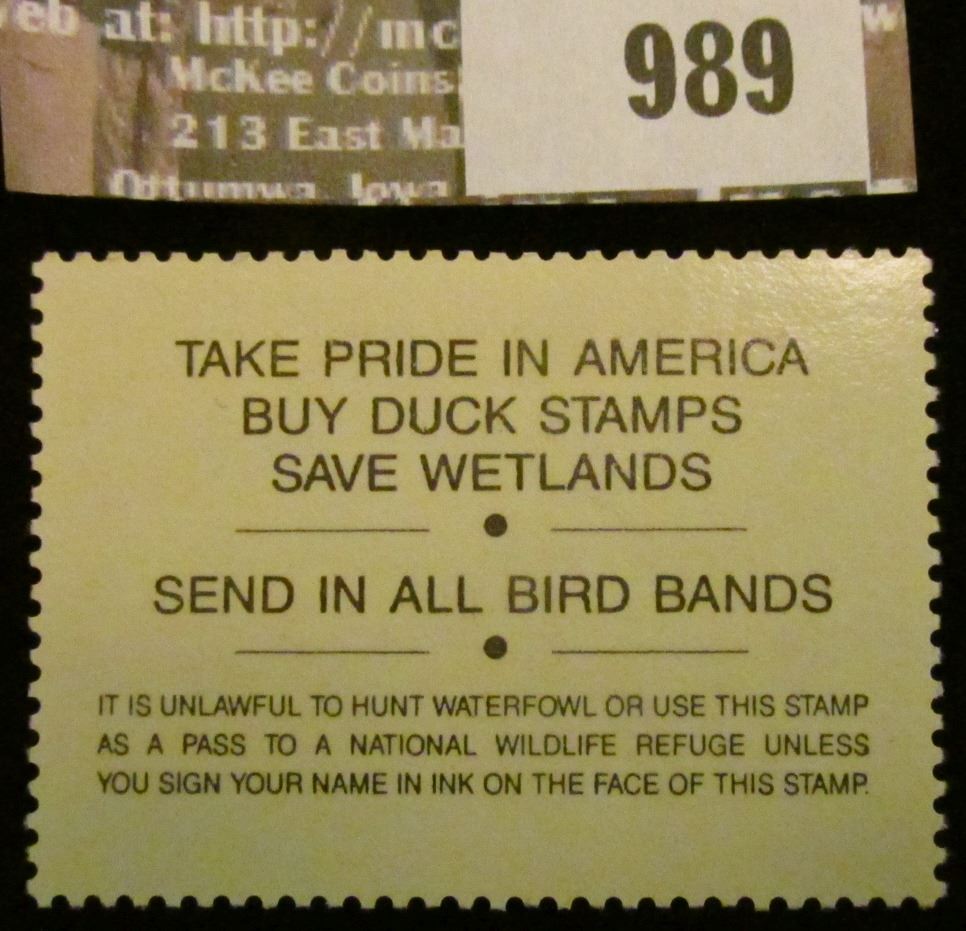 eb at: http://mc
989
McKee Coins
213 East Ma
Ottumwa, Iowa
TAKE PRIDE IN AMERICA
BUY DUCK STAMPS
SAVE WETLANDS
SEND IN ALL BIRD BANDS
IT IS UNLAWFUL TO HUNT WATERFOWL OR USE THIS STAMP
AS A PASS TO A NATIONAL WILDLIFE REFUGE UNLESS
YOU SIGN YOUR NAME IN INK ON THE FACE OF THIS STAMP.